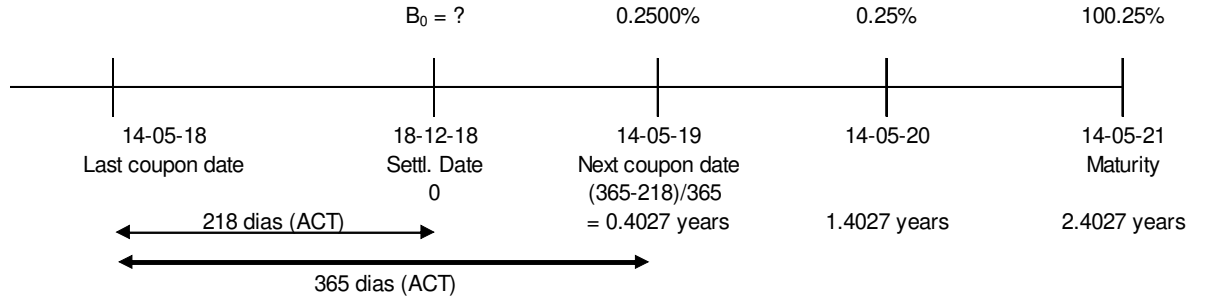 B₀ = ? 0.2500% 0.25% 100.25%
14-05-18 18-12-18 14-05-19 14-05-20 14-05-21
Last coupon date Settl. Date Next coupon date Maturity
0 (365-218)/365
218 dias (ACT) = 0.4027 years 1.4027 years 2.4027 years
365 dias (ACT)